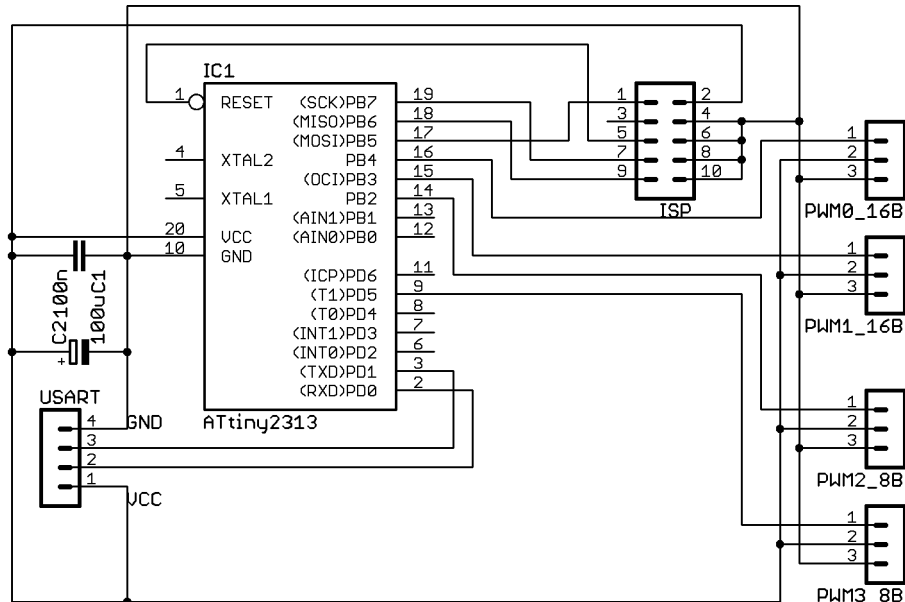 IC1
1 RESET (SCK)PB7 19
(MISO)PB6 18
(MOSI)PB5 17
4 XTAL2 PB4 16
(OCI)PB3 15
5 XTAL1 PB2 14
(AIN1)PB1 13
20 VCC (AIN0)PB0 12
10 GND
(ICP)PD6 11
(T1)PD5 9
(T0)PD4 8
(INT1)PD3 7
(INT0)PD2 6
(TXD)PD1 3
(RXD)PD0 2
ATtiny2313
C2100n
100uC1
+
USART
4 GND
3
2
1 VCC
1 2
3 4
5 6
7 8
9 10
ISP
1
2
3
PWM0_16B
1
2
3
PWM1_16B
1
2
3
PWM2_8B
1
2
3
PWM3_8B